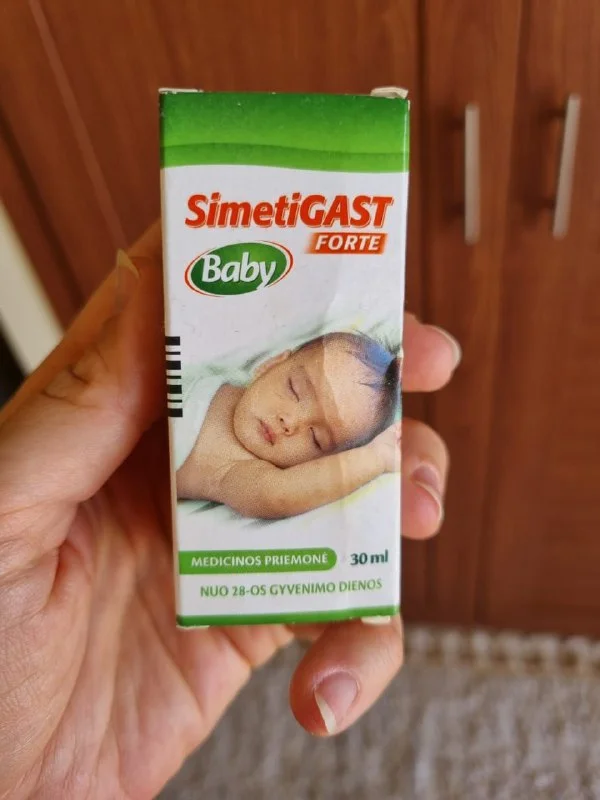 SimetiGAST
FORTE
Baby
MEDICINOS PRIEMONĖ
30 ml
NUO 28-OS GYVENIMO DIENOS